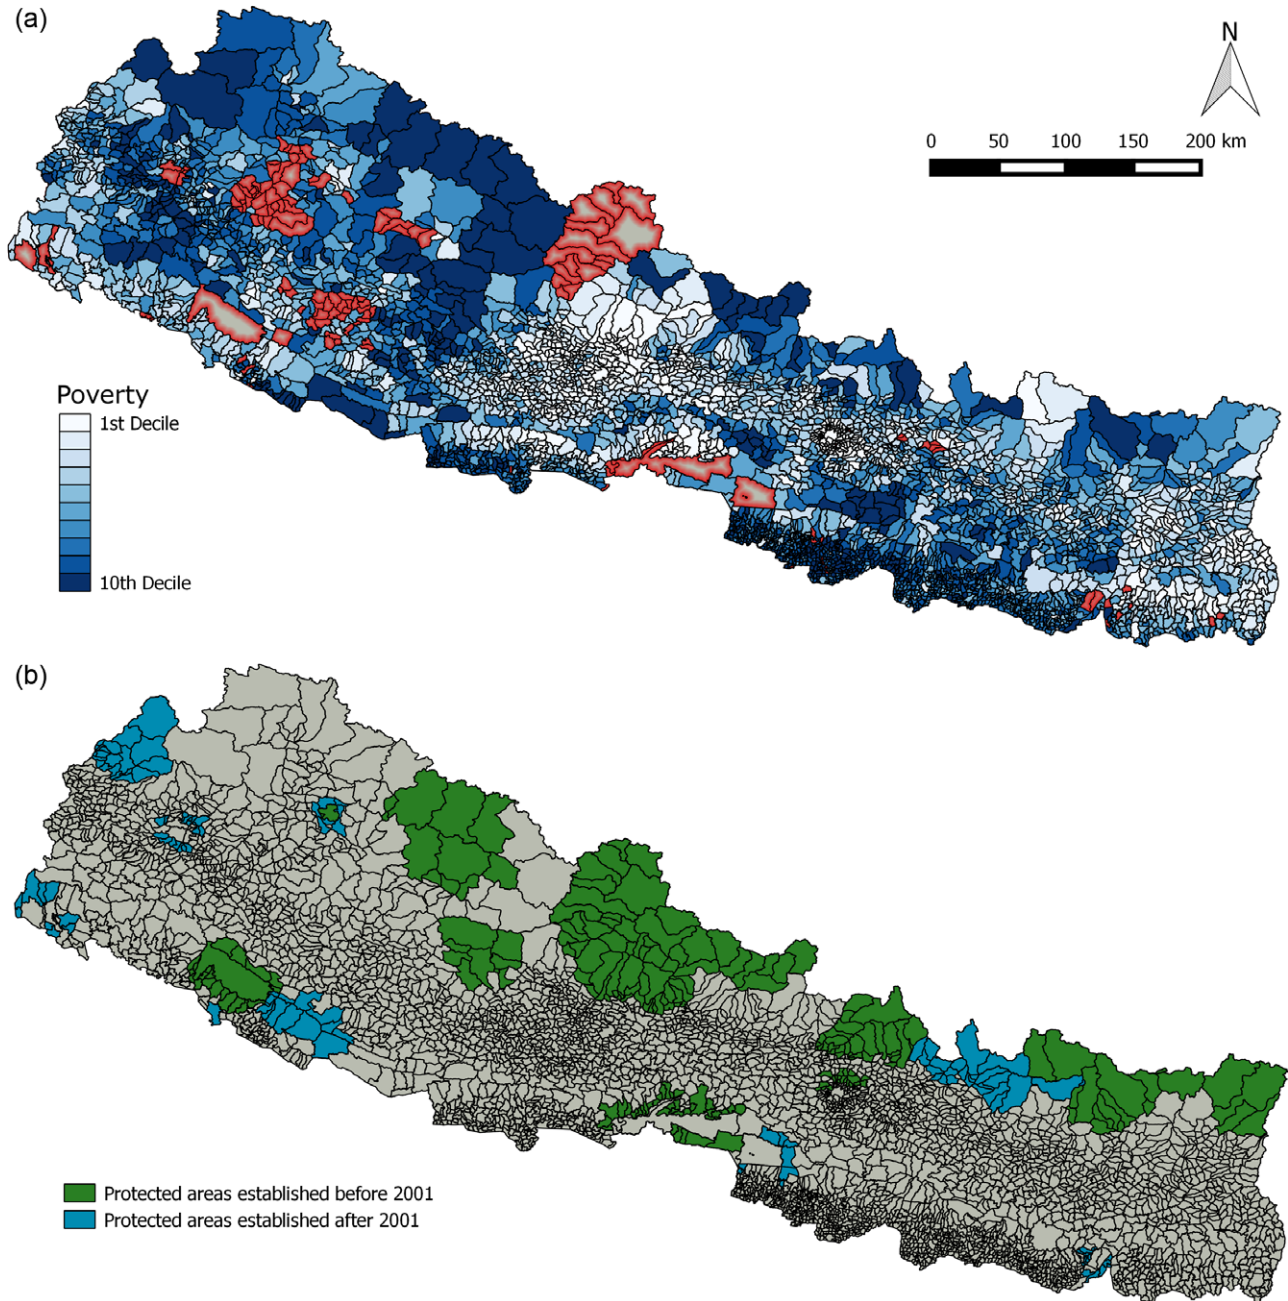 (a)
N
0 50 100 150 200 km
Poverty
1st Decile
10th Decile
(b)
Protected areas established before 2001
Protected areas established after 2001